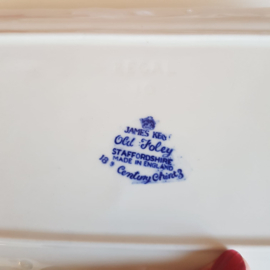 JAMES KENT
Old Foley
STAFFORDSHIRE
MADE IN ENGLAND
18th Century Chintz